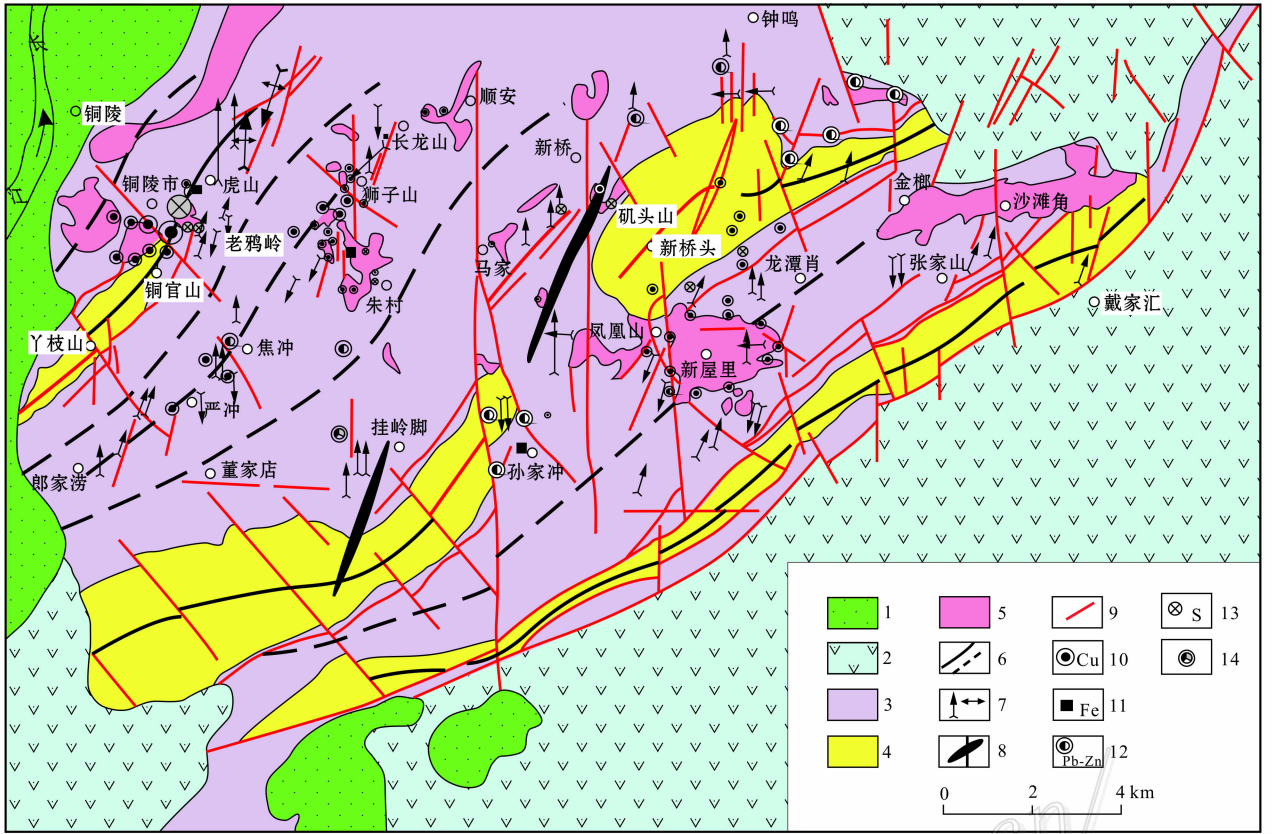 钟鸣
长
江
铜陵
顺安
长龙山
新桥
铜陵市
虎山
狮子山
金榔
沙滩角
矶头山
老鸦岭
新桥头
马家
龙潭肖
张家山
铜官山
朱村
戴家汇
凤凰山
丫枝山
焦冲
新屋里
严冲
挂岭脚
郎家涝
董家店
孙家冲
1
5
9
S
13
2
6
Cu
10
14
3
7
Fe
11
4
8
Pb-Zn
12
0
2
4 km